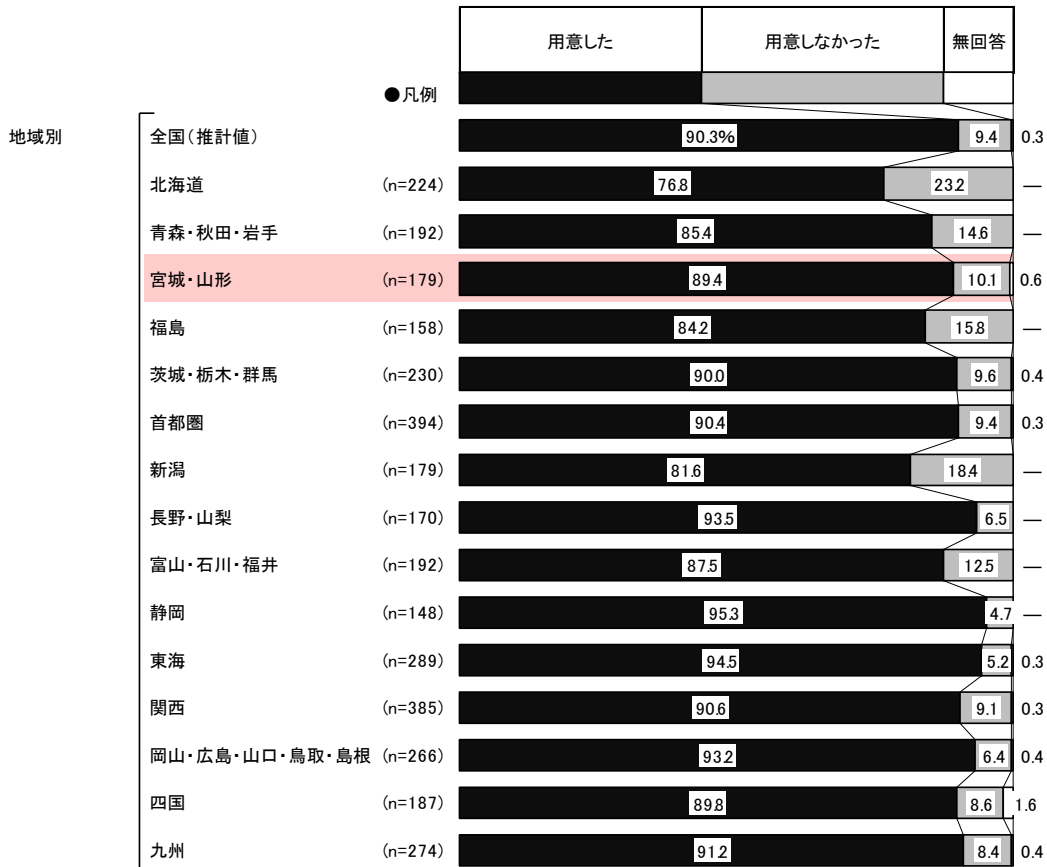 用意した 用意しなかった 無回答
●凡例
地域別 全国(推計値) 90.3% 9.4 0.3
北海道 (n=224) 76.8 23.2 ―
青森・秋田・岩手 (n=192) 85.4 14.6 ―
宮城・山形 (n=179) 89.4 10.1 0.6
福島 (n=158) 84.2 15.8 ―
茨城・栃木・群馬 (n=230) 90.0 9.6 0.4
首都圏 (n=394) 90.4 9.4 0.3
新潟 (n=179) 81.6 18.4 ―
長野・山梨 (n=170) 93.5 6.5 ―
富山・石川・福井 (n=192) 87.5 12.5 ―
静岡 (n=148) 95.3 4.7 ―
東海 (n=289) 94.5 5.2 0.3
関西 (n=385) 90.6 9.1 0.3
岡山・広島・山口・鳥取・島根 (n=266) 93.2 6.4 0.4
四国 (n=187) 89.8 8.6 1.6
九州 (n=274) 91.2 8.4 0.4